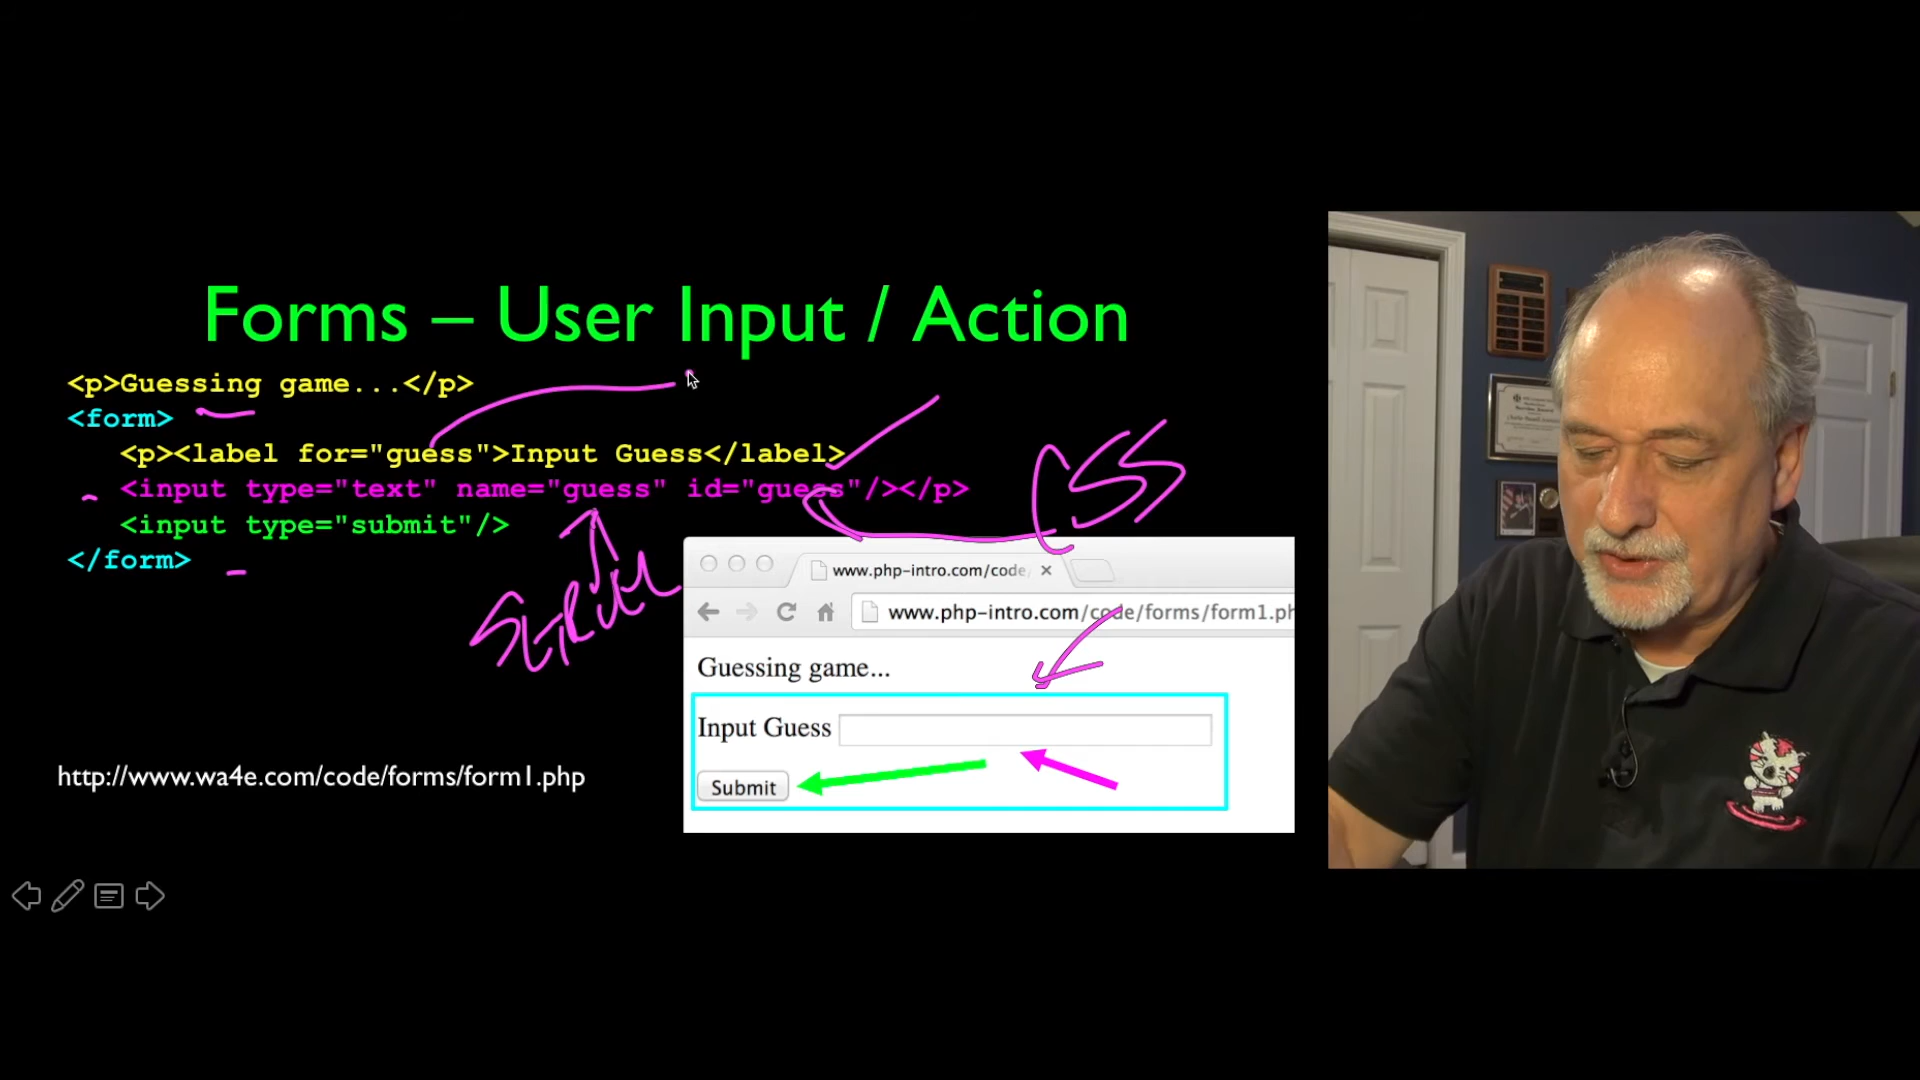 Forms – User Input / Action
<p>Guessing game...</p>
<form>
<p><label for="guess">Input Guess</label>
<input type="text" name="guess" id="guess"/></p>
<input type="submit"/>
</form>
CSS
www.php-intro.com/code/
www.php-intro.com/code/forms/form1.ph
Guessing game...
Input Guess
Submit
http://www.wa4e.com/code/forms/form1.php